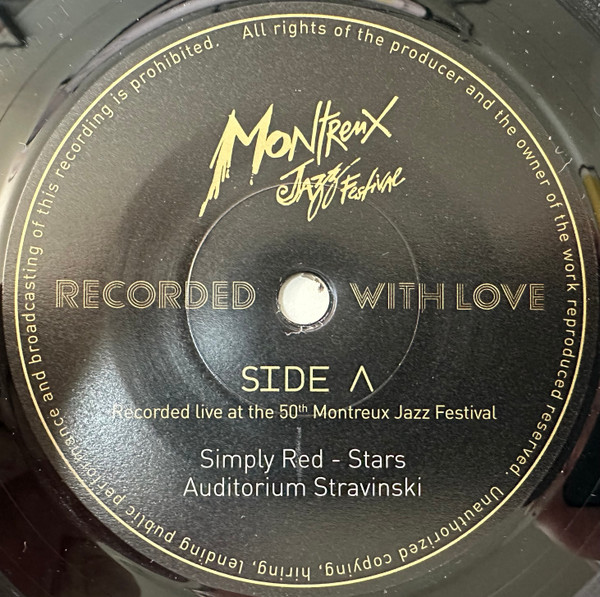 Montreux
Jazz Festival
RECORDED WITH LOVE
SIDE A
Recorded live at the 50th Montreux Jazz Festival
Simply Red - Stars
Auditorium Stravinski
All rights of the producer and the owner of the work reproduced reserved. Unauthorized copying, hiring, lending public performance and broadcasting of this recording is prohibited.